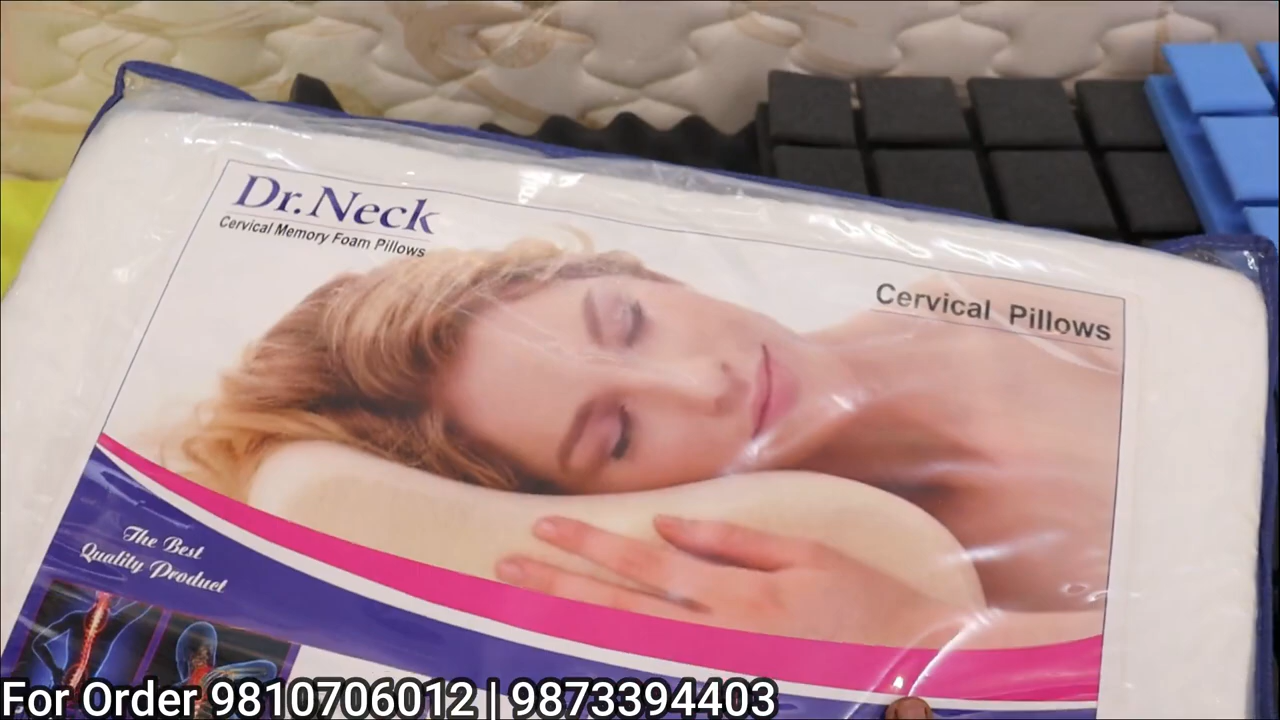 Dr. Neck
Cervical Memory Foam Pillows
Cervical Pillows
The Best
Quality Product
For Order 9810706012 | 9873394403